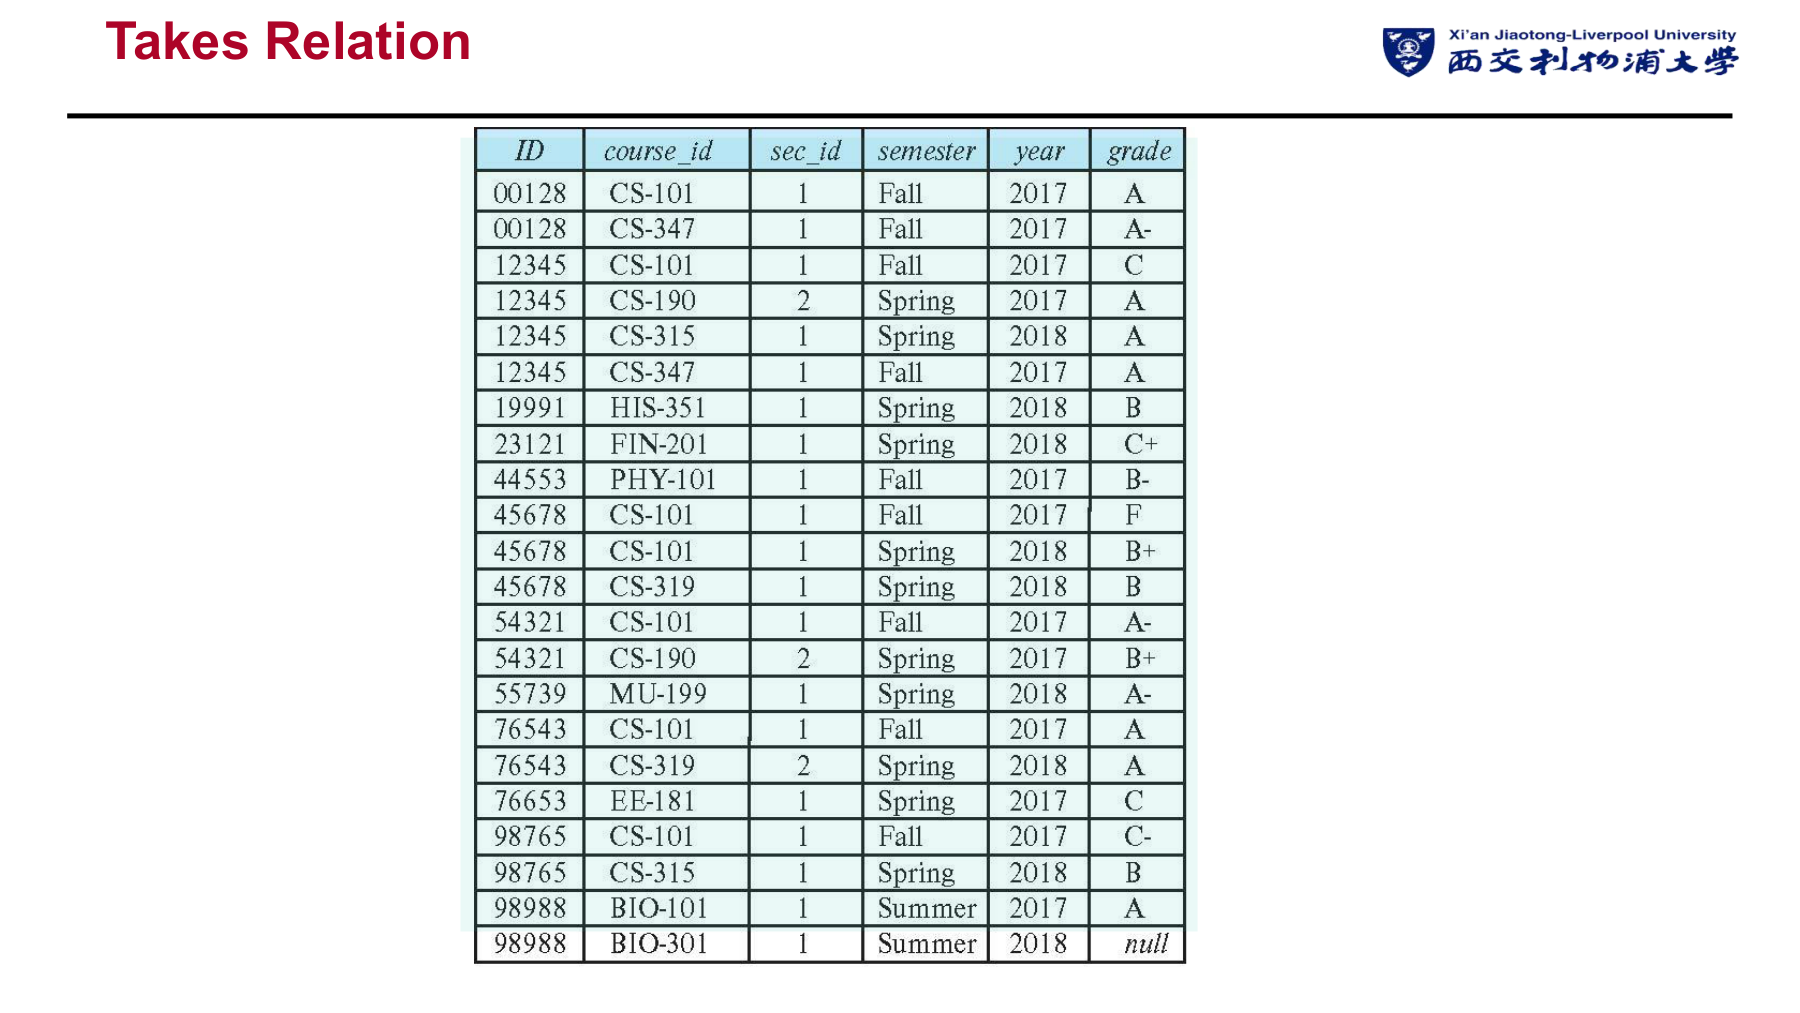 Takes Relation
Xi'an Jiaotong-Liverpool University
西交利物浦大學
ID course_id sec_id semester year grade
00128 CS-101 1 Fall 2017 A
00128 CS-347 1 Fall 2017 A-
12345 CS-101 1 Fall 2017 C
12345 CS-190 2 Spring 2017 A
12345 CS-315 1 Spring 2018 A
12345 CS-347 1 Fall 2017 A
19991 HIS-351 1 Spring 2018 B
23121 FIN-201 1 Spring 2018 C+
44553 PHY-101 1 Fall 2017 B-
45678 CS-101 1 Fall 2017 F
45678 CS-101 1 Spring 2018 B+
45678 CS-319 1 Spring 2018 B
54321 CS-101 1 Fall 2017 A-
54321 CS-190 2 Spring 2017 B+
55739 MU-199 1 Spring 2018 A-
76543 CS-101 1 Fall 2017 A
76543 CS-319 2 Spring 2018 A
76653 EE-181 1 Spring 2017 C
98765 CS-101 1 Fall 2017 C-
98765 CS-315 1 Spring 2018 B
98988 BIO-101 1 Summer 2017 A
98988 BIO-301 1 Summer 2018 null